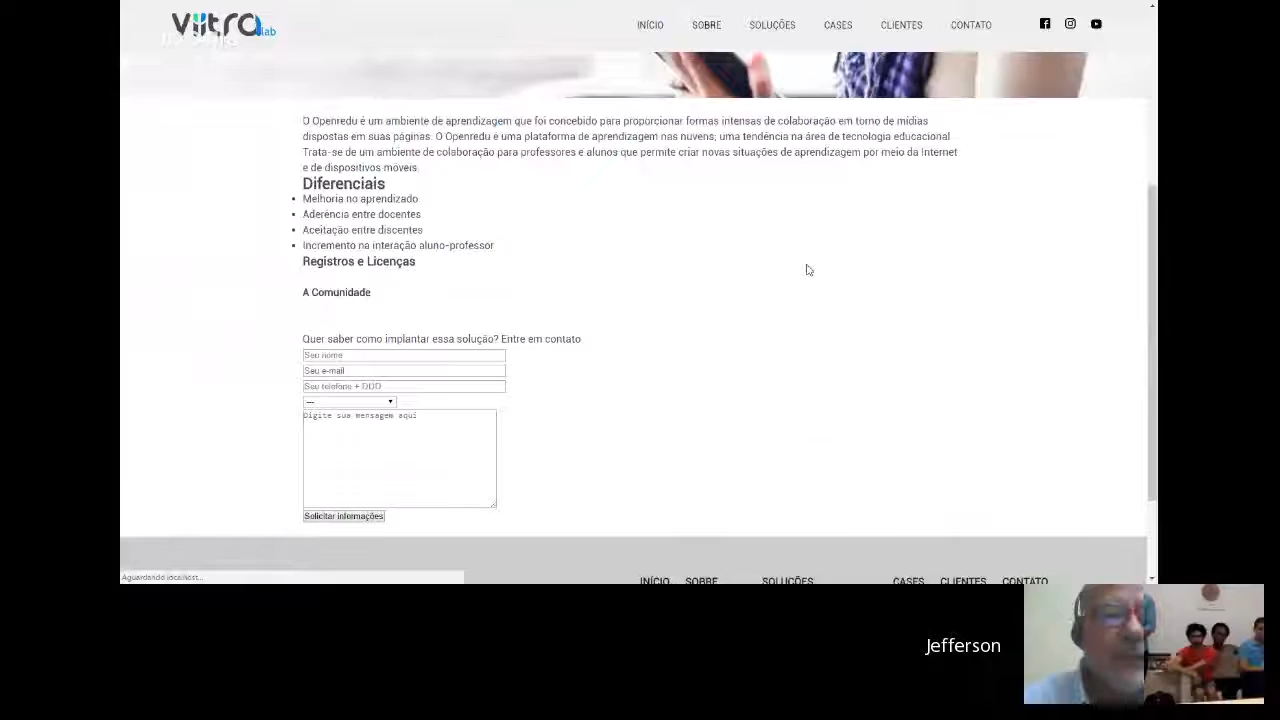 viitra lab
INÍCIO SOBRE SOLUÇÕES CASES CLIENTES CONTATO
O Openredu é um ambiente de aprendizagem que foi concebido para proporcionar formas intensas de colaboração em torno de mídias
dispostas em suas páginas. O Openredu é uma plataforma de aprendizagem nas nuvens; uma tendência na área de tecnologia educacional
Trata-se de um ambiente de colaboração para professores e alunos que permite criar novas situações de aprendizagem por meio da Internet
e de dispositivos móveis.
Diferenciais
Melhoria no aprendizado
Aderência entre docentes
Aceitação entre discentes
Incremento na interação aluno-professor
Registros e Licenças
A Comunidade
Quer saber como implantar essa solução? Entre em contato
Seu nome
Seu e-mail
Seu telefone + DDD
---
Digite sua mensagem aqui
Solicitar informações
Aguardando localhost...
INÍCIO SOBRE SOLUÇÕES CASES CLIENTES CONTATO
Jefferson